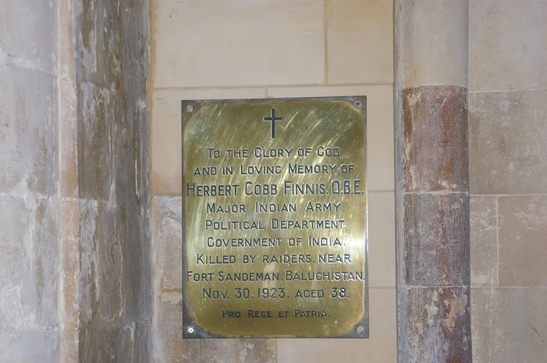 To the Glory of God
and in Loving Memory of
Herbert Cobb Finnis, O.B.E.
Major Indian Army
Political Department
Government of India.
Killed by raiders near
Fort Sandeman. Baluchistan.
Nov. 30. 1923. aged 38.
Pro Rege et Patria.